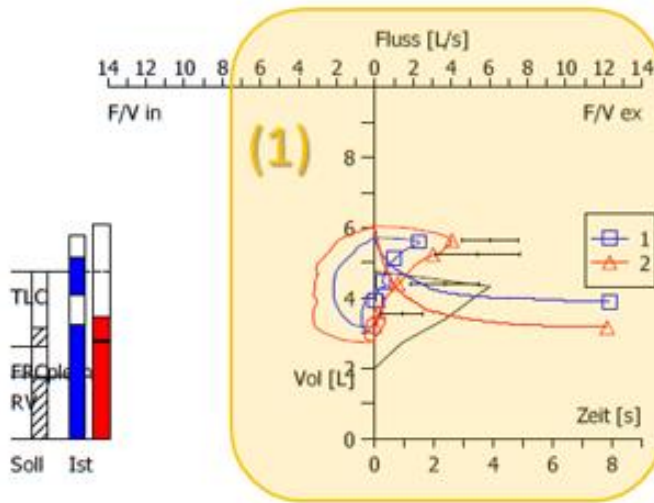 Fluss [L/s]
14 12 10 8 6 4 2 0 2 4 6 8 10 12 14
F/V in
F/V ex
(1)
8
6
4
2
0
1
2
TLC
FRCpleth
RV
Vol [L]
Zeit [s]
Soll Ist
0 2 4 6 8